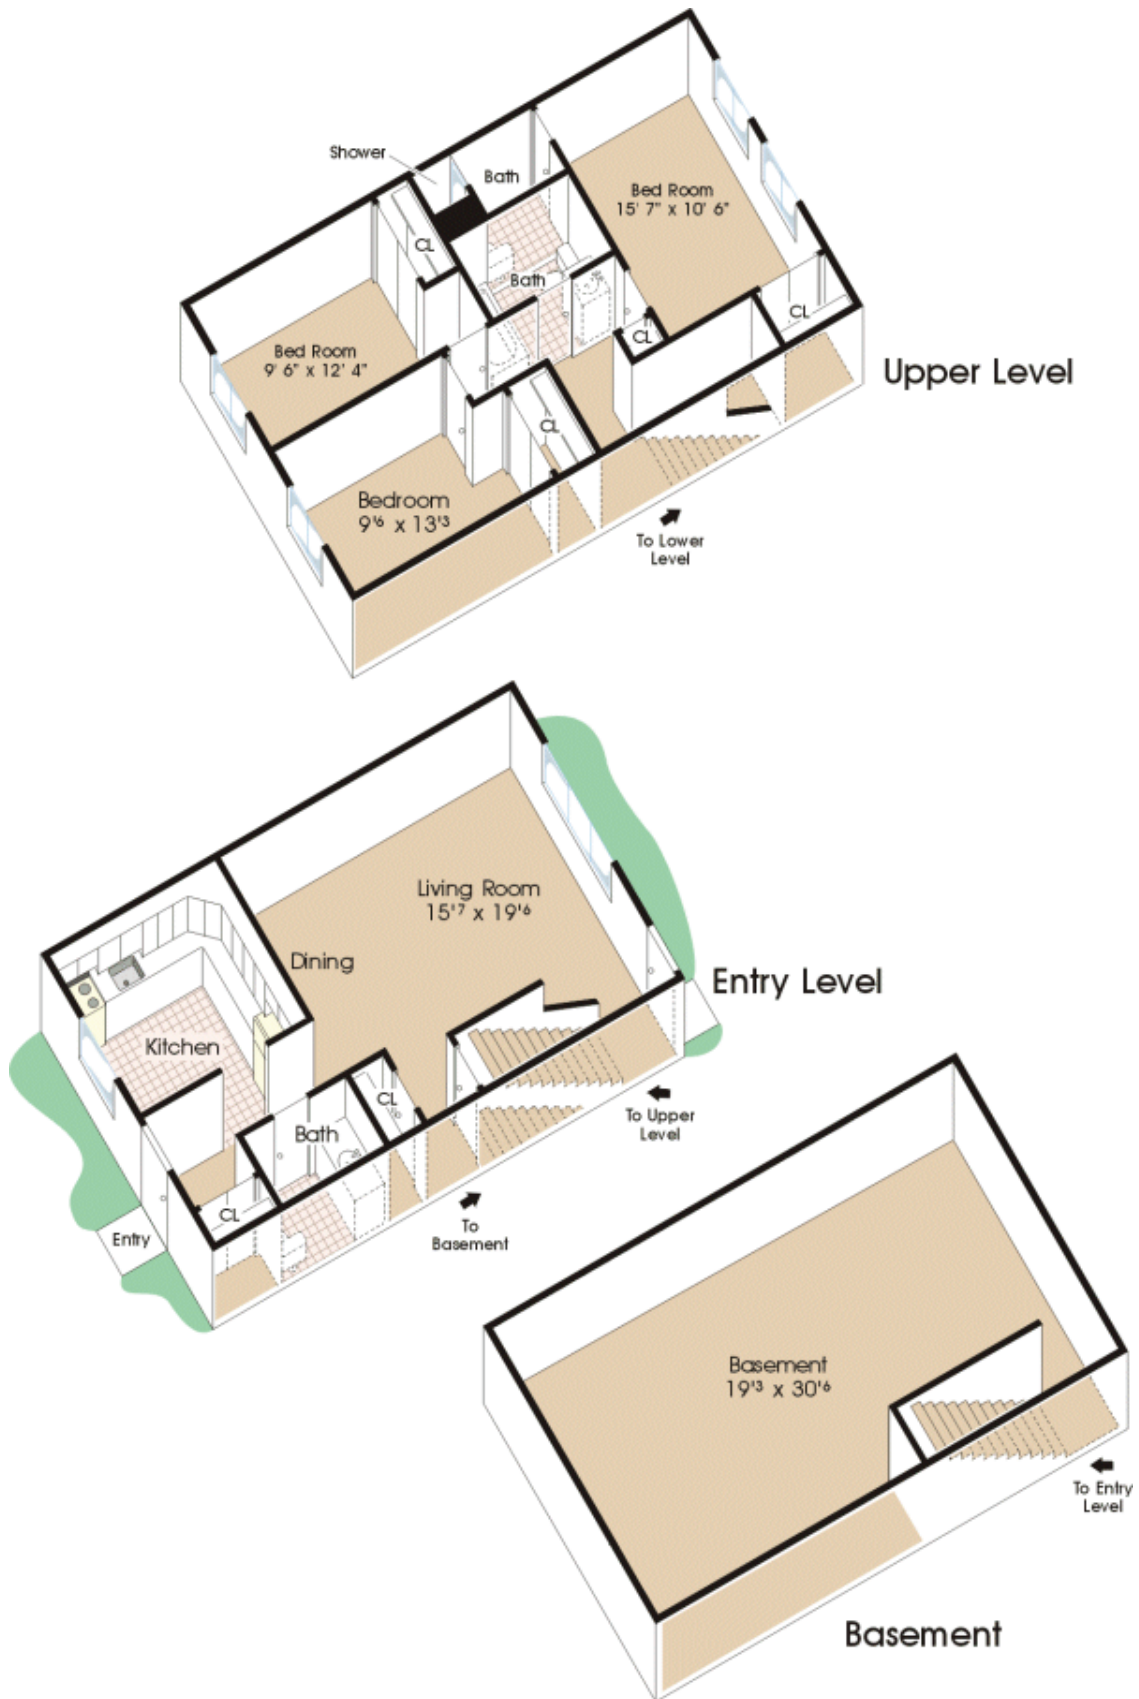 Shower
Bath
Bed Room
15' 7" x 10' 6"
CL
Bath
CL
CL
Bed Room
9' 6" x 12' 4"
Upper Level
CL
Bedroom
9'6 x 13'3
To Lower
Level
Living Room
15'7 x 19'6
Dining
Entry Level
Kitchen
CL
To Upper
Level
Bath
CL
To
Basement
Entry
Basement
19'3 x 30'6
To Entry
Level
Basement